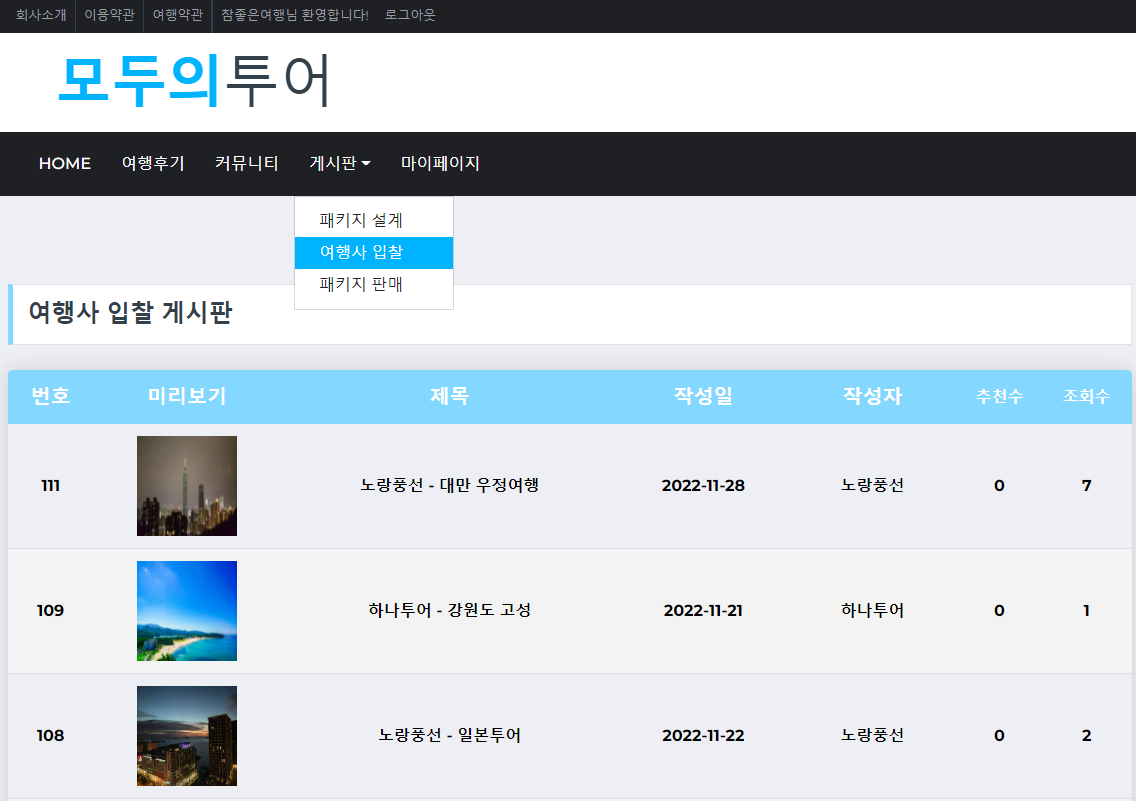 회사소개 이용약관 여행약관 참좋은여행님 환영합니다! 로그아웃
모두의투어
HOME 여행후기 커뮤니티 게시판 마이페이지
패키지 설계
여행사 입찰
패키지 판매
여행사 입찰 게시판
번호 미리보기 제목 작성일 작성자 추천수 조회수
111 노랑풍선 - 대만 우정여행 2022-11-28 노랑풍선 0 7
109 하나투어 - 강원도 고성 2022-11-21 하나투어 0 1
108 노랑풍선 - 일본투어 2022-11-22 노랑풍선 0 2